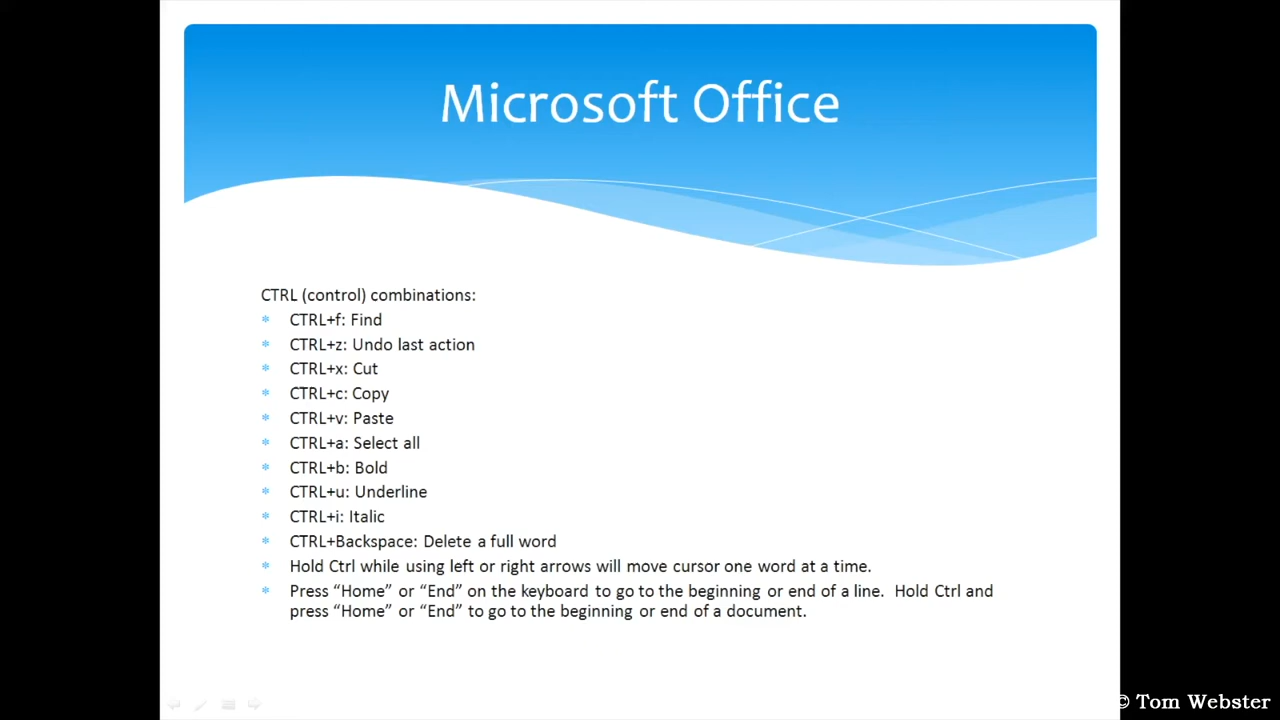 Microsoft Office
CTRL (control) combinations:
* CTRL+f: Find
* CTRL+z: Undo last action
* CTRL+x: Cut
* CTRL+c: Copy
* CTRL+v: Paste
* CTRL+a: Select all
* CTRL+b: Bold
* CTRL+u: Underline
* CTRL+i: Italic
* CTRL+Backspace: Delete a full word
* Hold Ctrl while using left or right arrows will move cursor one word at a time.
* Press “Home” or “End” on the keyboard to go to the beginning or end of a line.  Hold Ctrl and
press “Home” or “End” to go to the beginning or end of a document.
© Tom Webster